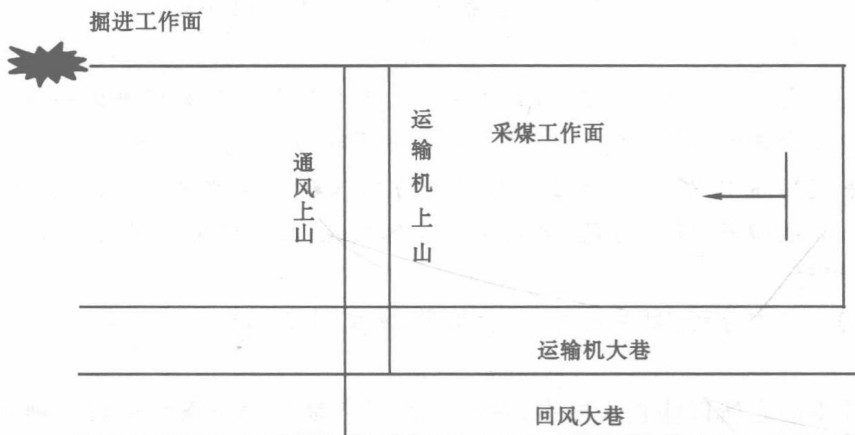 掘进工作面
采煤工作面
运输机上山
通风上山
运输机大巷
回风大巷